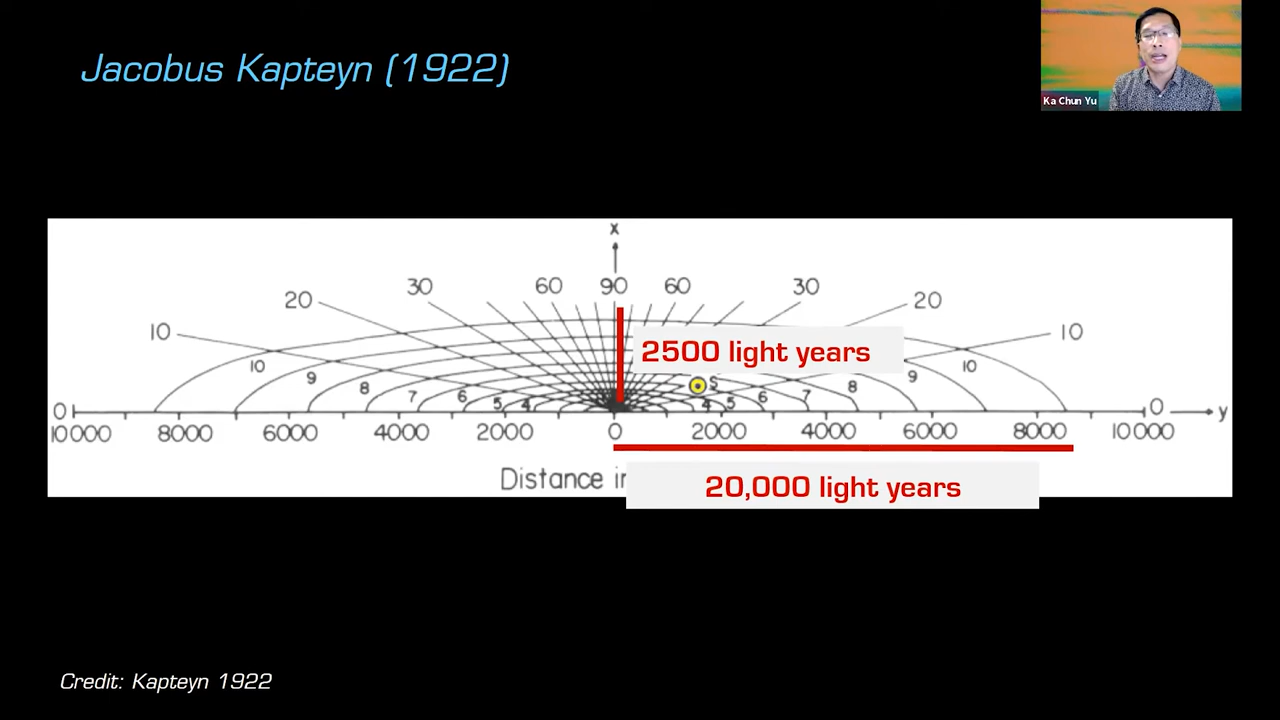 Jacobus Kapteyn (1922)
Ka Chun Yu
x
20 30 60 90 60 30 20
10 10
2500 light years
10 9 8 7 6 5 4 S 4 5 6 7 8 9 10
0 0 y
10000 8000 6000 4000 2000 0 2000 4000 6000 8000 10000
Distance in
20,000 light years
Credit: Kapteyn 1922